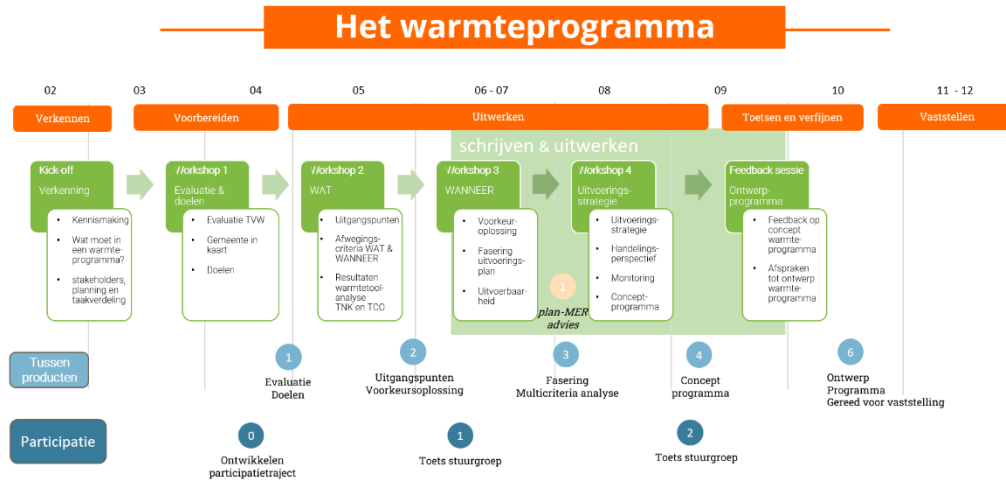 Het warmteprogramma
02 03 04 05 06 - 07 08 09 10 11 - 12
Verkennen Voorbereiden Uitwerken Toetsen en verfijnen Vaststellen
schrijven & uitwerken
Kick-off
Verkenning
• Kennismaking
• Wat moet in
een warmte-
programma?
• stakeholders,
planning en
taakverdeling
Workshop 1
Evaluatie &
doelen
• Evaluatie TVW
• Gemeente in
kaart
• Doelen
Workshop 2
WAT
• Uitgangspunten
• Afwegings-
criteria WAT &
WANNEER
• Resultaten
warmtetool-
analyse
TNK en TCO
Workshop 3
WANNEER
• Voorkeur-
oplossing
• Fasering
uitvoerings-
plan
• Uitvoerbaar-
heid
Workshop 4
Uitvoerings-
strategie
• Uitvoerings-
strategie
• Handelings-
perspectief
• Monitoring
• Concept-
programma
Feedback sessie
Ontwerp-
programma
• Feedback op
concept
warmte-
programma
• Afspraken
tot ontwerp
warmte-
programma
1
plan-MER
advies
Tussen
producten
1
Evaluatie
Doelen
2
Uitgangspunten
Voorkeursoplossing
3
Fasering
Multicriteria analyse
4
Concept
programma
6
Ontwerp
Programma
Gereed voor vaststelling
Participatie
0
Ontwikkelen
participatietraject
1
Toets stuurgroep
2
Toets stuurgroep